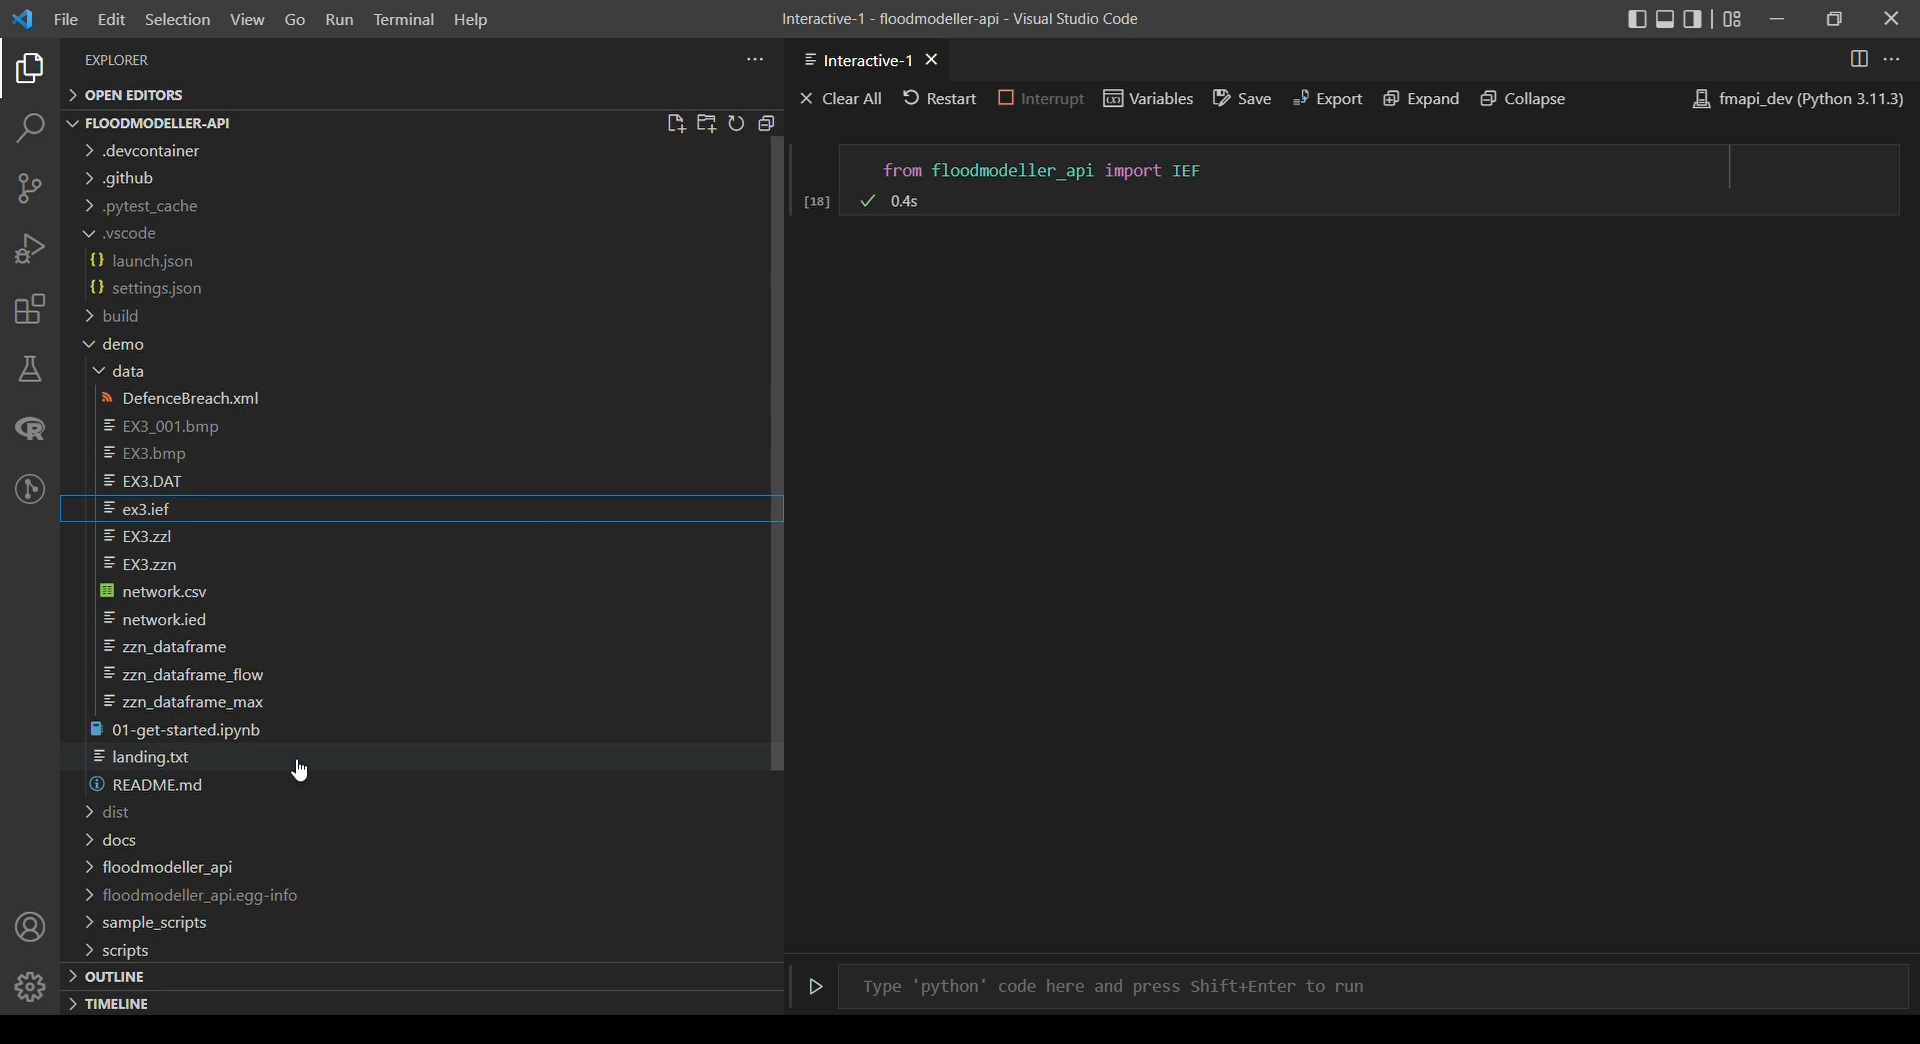 File Edit Selection View Go Run Terminal Help
Interactive-1 - floodmodeller-api - Visual Studio Code
EXPLORER
OPEN EDITORS
FLOODMODELLER-API
.devcontainer
.github
.pytest_cache
.vscode
launch.json
settings.json
build
demo
data
DefenceBreach.xml
EX3_001.bmp
EX3.bmp
EX3.DAT
ex3.ief
EX3.zzl
EX3.zzn
network.csv
network.ied
zzn_dataframe
zzn_dataframe_flow
zzn_dataframe_max
01-get-started.ipynb
landing.txt
README.md
dist
docs
floodmodeller_api
floodmodeller_api.egg-info
sample_scripts
scripts
OUTLINE
TIMELINE
Interactive-1
Clear All Restart Interrupt Variables Save Export Expand Collapse fmapi_dev (Python 3.11.3)
from floodmodeller_api import IEF
[18] 0.4s
Type 'python' code here and press Shift+Enter to run